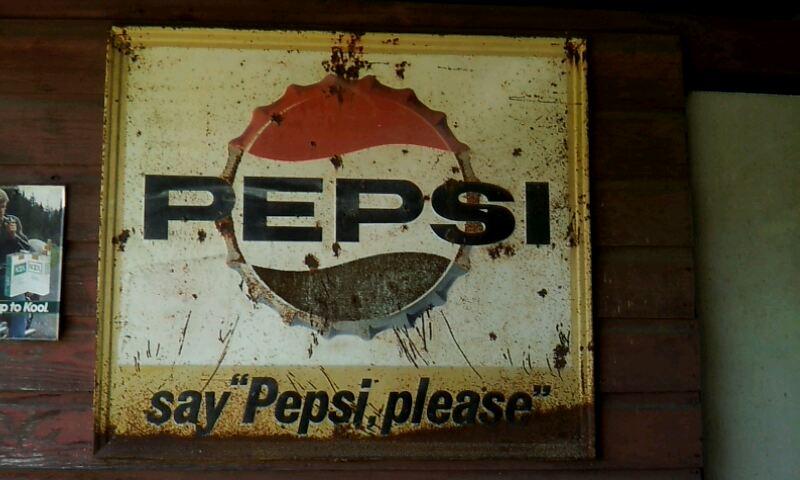 PEPSI
say "Pepsi, please"
p to Kool.